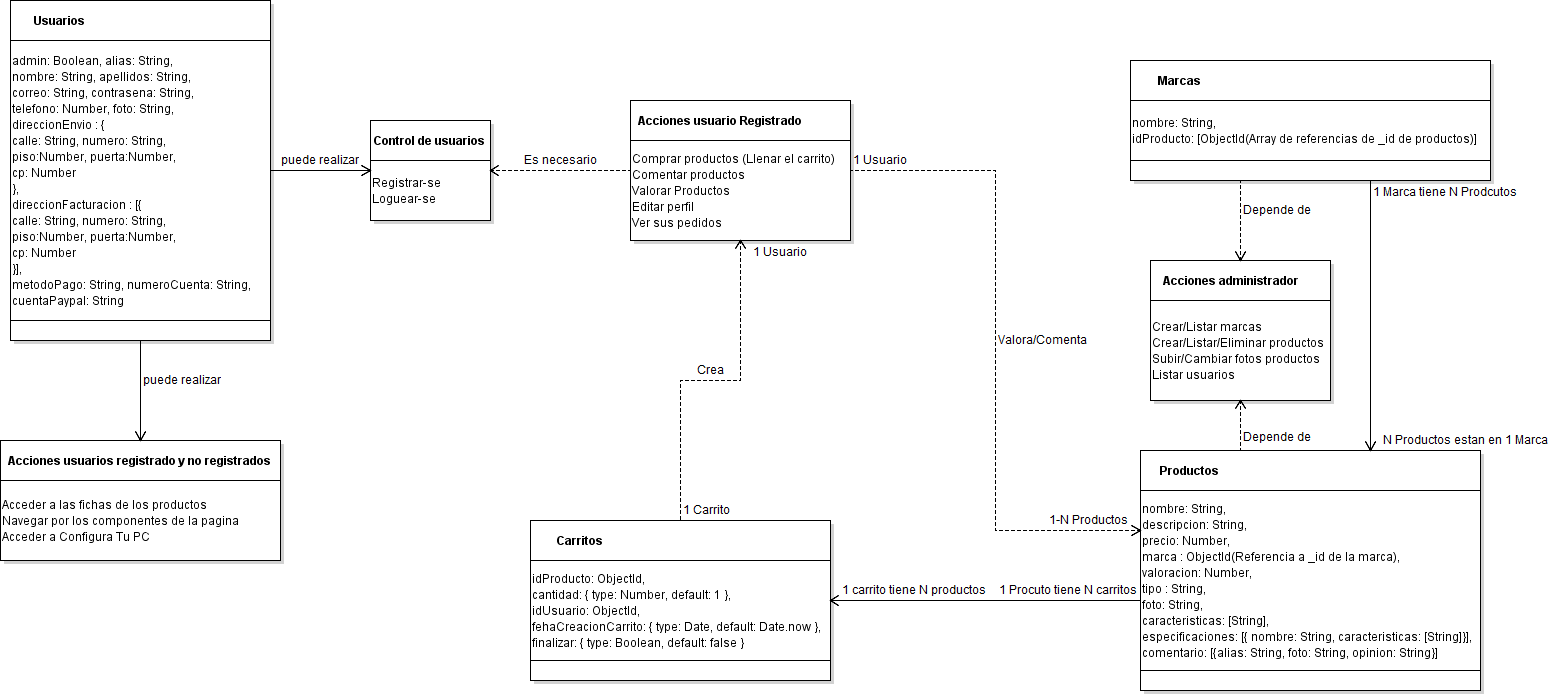 Usuarios
admin: Boolean, alias: String,
nombre: String, apellidos: String,
correo: String, contrasena: String,
telefono: Number, foto: String,
direccionEnvio : {
calle: String, numero: String,
piso:Number, puerta:Number,
cp: Number
},
direccionFacturacion : [{
calle: String, numero: String,
piso:Number, puerta:Number,
cp: Number
}],
metodoPago: String, numeroCuenta: String,
cuentaPaypal: String
puede realizar
Control de usuarios
Registrar-se
Loguear-se
Es necesario
Acciones usuario Registrado
Comprar productos (Llenar el carrito)
Comentar productos
Valorar Productos
Editar perfil
Ver sus pedidos
1 Usuario
1 Usuario
Marcas
nombre: String,
idProducto: [ObjectId(Array de referencias de _id de productos)]
1 Marca tiene N Prodcutos
Depende de
Acciones administrador
Crear/Listar marcas
Crear/Listar/Eliminar productos
Subir/Cambiar fotos productos
Listar usuarios
Valora/Comenta
Depende de
N Productos estan en 1 Marca
puede realizar
Acciones usuarios registrado y no registrados
Acceder a las fichas de los productos
Navegar por los componentes de la pagina
Acceder a Configura Tu PC
Crea
1 Carrito
Carritos
idProducto: ObjectId,
cantidad: { type: Number, default: 1 },
idUsuario: ObjectId,
fehaCreacionCarrito: { type: Date, default: Date.now },
finalizar: { type: Boolean, default: false }
1 carrito tiene N productos
1 Procuto tiene N carritos
1-N Productos
Productos
nombre: String,
descripcion: String,
precio: Number,
marca : ObjectId(Referencia a _id de la marca),
valoracion: Number,
tipo : String,
foto: String,
caracteristicas: [String],
especificaciones: [{ nombre: String, caracteristicas: [String]}],
comentario: [{alias: String, foto: String, opinion: String}]